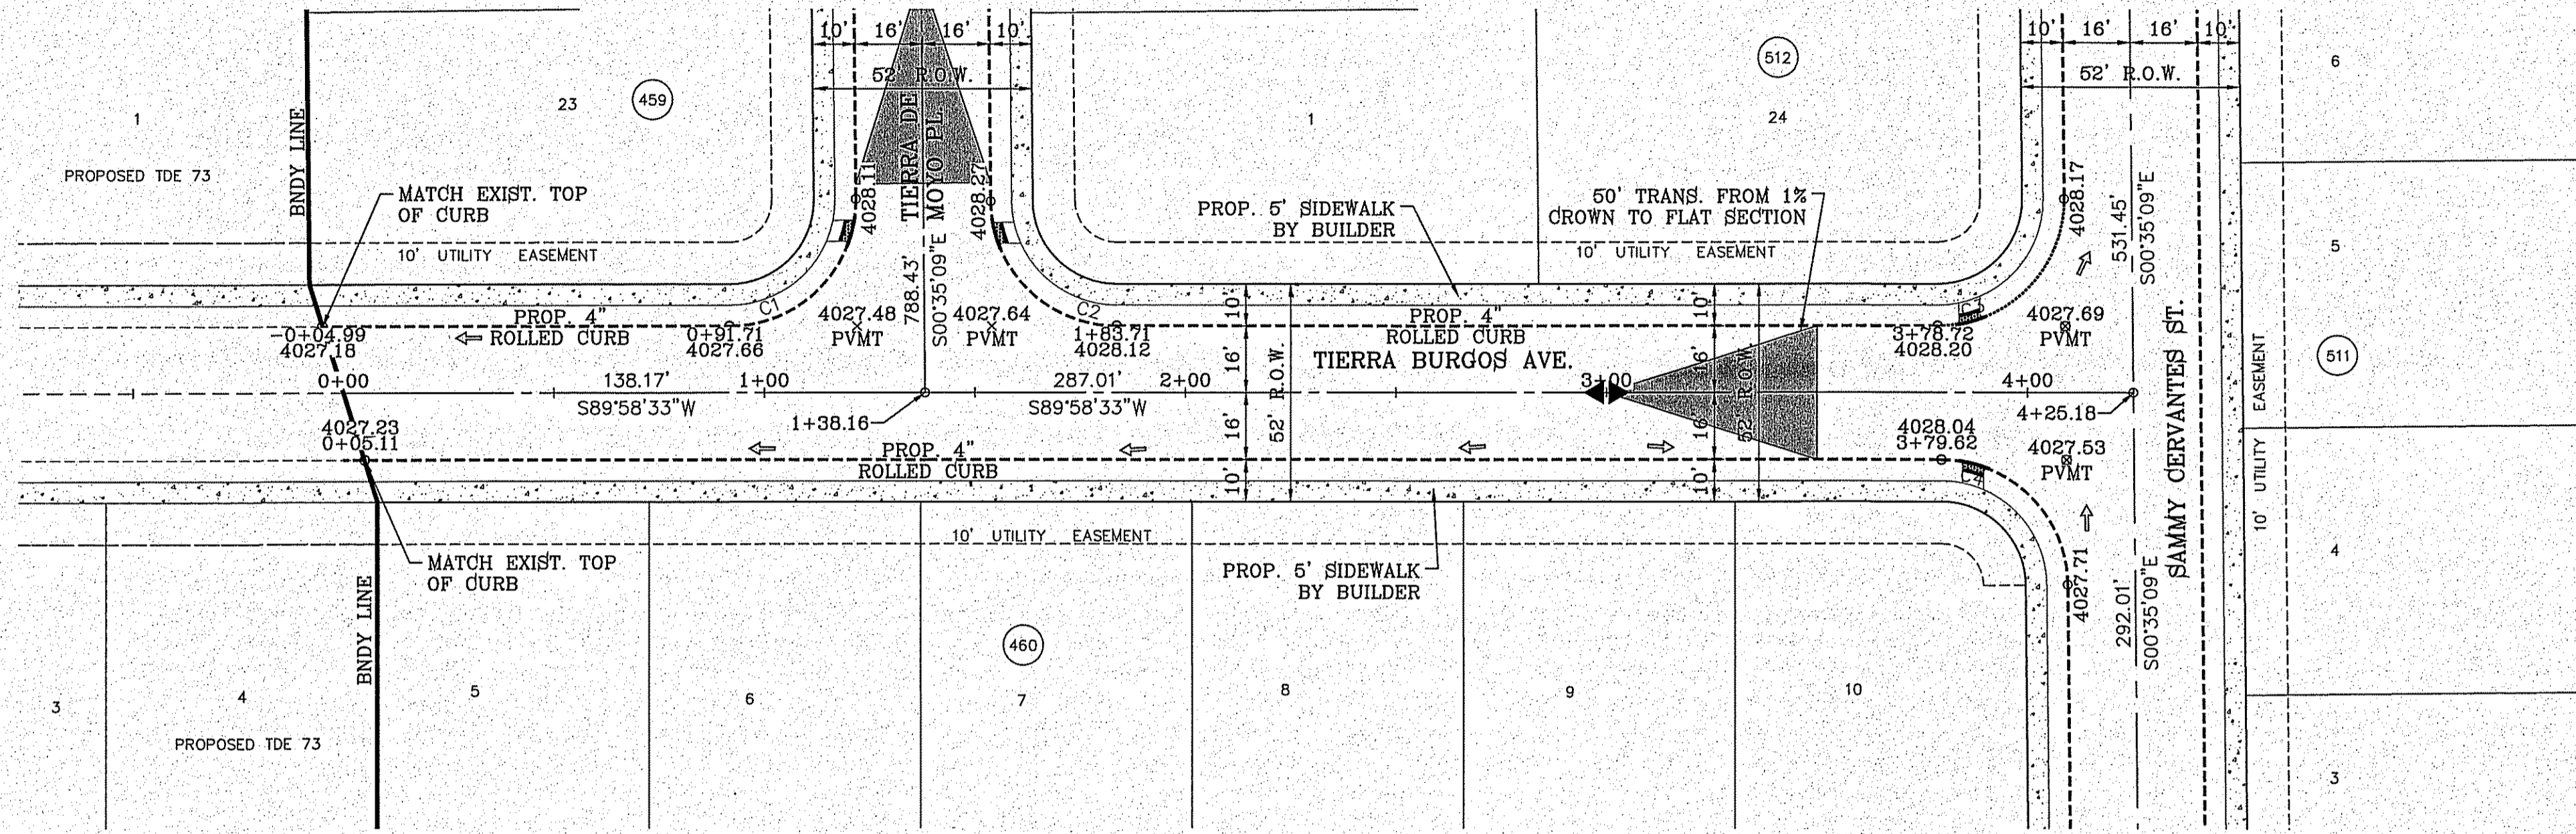 10' 16' 16' 10'
52' R.O.W.
10' 16' 16' 10'
52' R.O.W.
512
6
23
459
1
BNDY LINE
TIERRA DE
MOYO PL.
1
24
PROPOSED TDE 73
MATCH EXIST. TOP
OF CURB
4028.11
4028.27
PROP. 5' SIDEWALK
BY BUILDER
50' TRANS. FROM 1%
CROWN TO FLAT SECTION
4028.17
531.45'
S00°35'09"E
10' UTILITY EASEMENT
10' UTILITY EASEMENT
5
788.43'
S00°35'09"E
C1
C2
C3
PROP. 4"
ROLLED CURB
-0+04.99
4027.18
0+91.71
4027.66
4027.48
PVMT
4027.64
PVMT
1+83.71
4028.12
10'
16'
52' R.O.W.
16'
10'
PROP. 4"
ROLLED CURB
TIERRA BURGOS AVE.
10'
16'
52' R.O.W.
16'
10'
3+78.72
4028.20
4027.69
PVMT
SAMMY CERVANTES ST.
511
0+00
138.17'
1+00
287.01'
2+00
3+00
4+00
S89°58'33"W
S89°58'33"W
1+38.16
4+25.18
4027.23
0+05.11
PROP. 4"
ROLLED CURB
4028.04
3+79.62
4027.53
PVMT
C4
10' UTILITY EASEMENT
10' UTILITY EASEMENT
4
MATCH EXIST. TOP
OF CURB
PROP. 5' SIDEWALK
BY BUILDER
4027.71
292.01'
S00°35'09"E
BNDY LINE
460
3
4
5
6
7
8
9
10
PROPOSED TDE 73
3